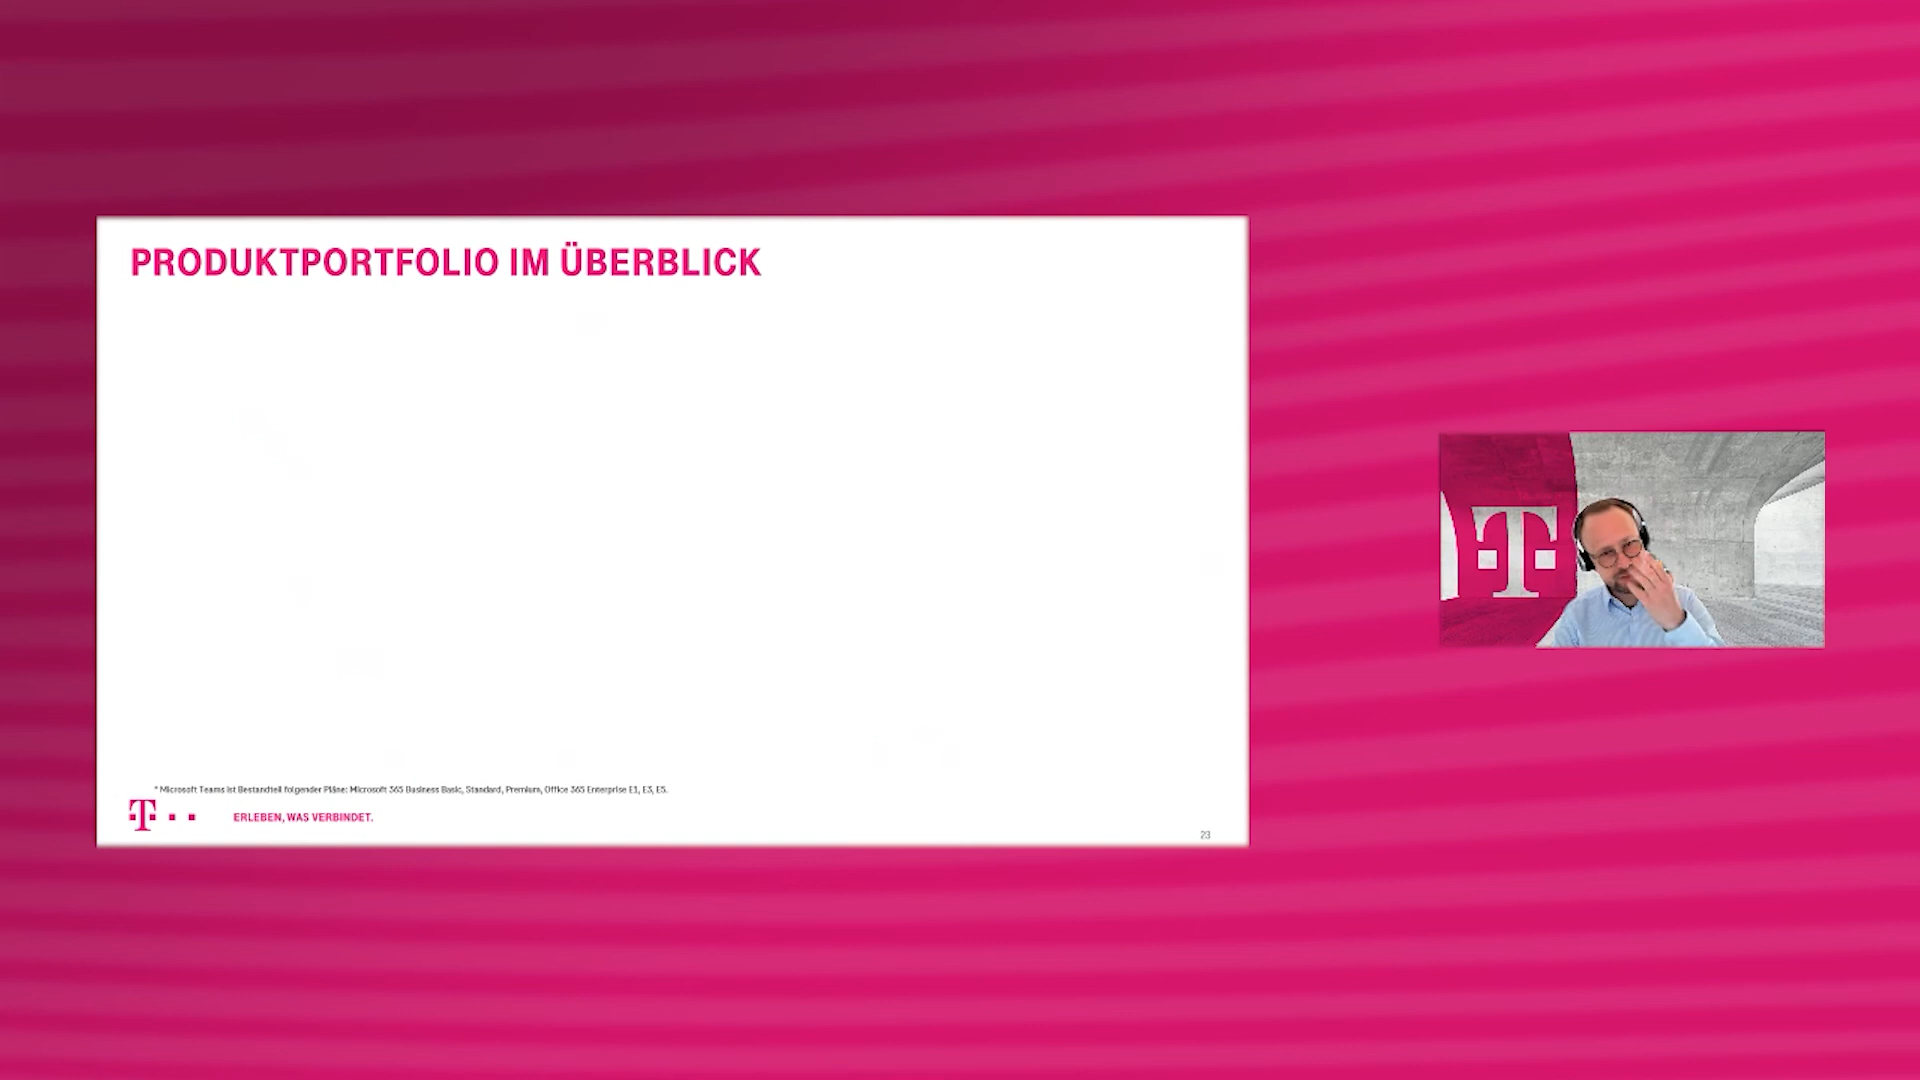 PRODUKTPORTFOLIO IM ÜBERBLICK
* Microsoft Teams ist Bestandteil folgender Pläne: Microsoft 365 Business Basic, Standard, Premium, Office 365 Enterprise E1, E3, E5.
T
ERLEBEN, WAS VERBINDET.
23
T